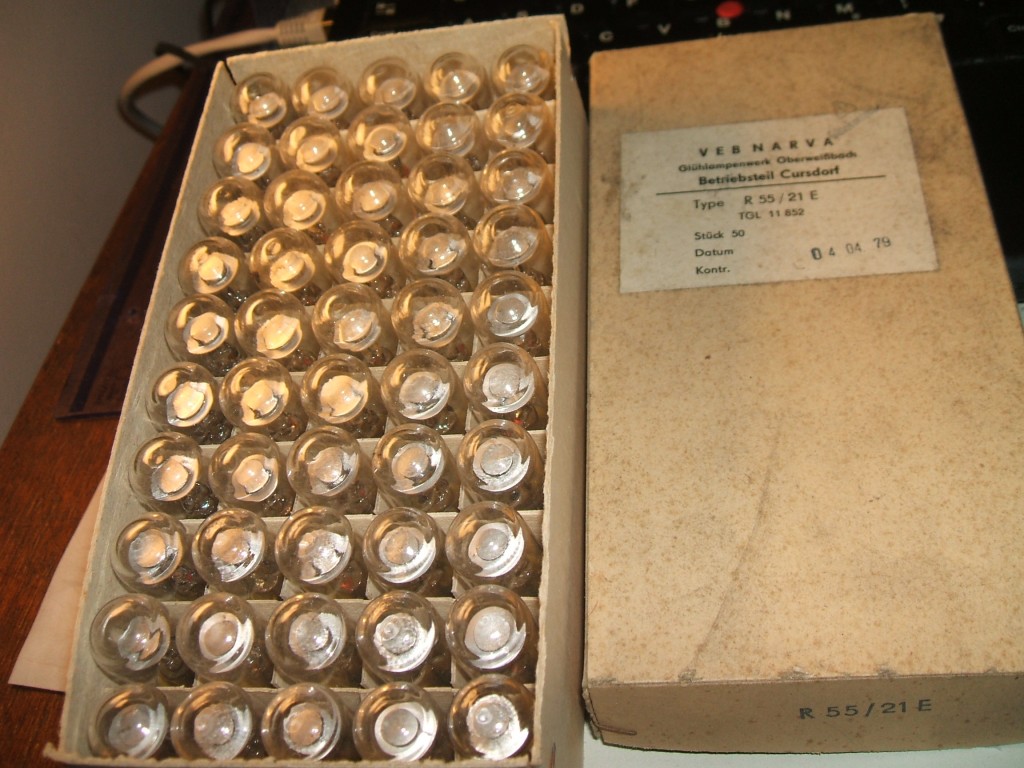 VEB NARVA
Glühlampenwerk Oberweißbach
Betriebsteil Cursdorf
Type R 55 / 21 E
TGL 11 852
Stück 50
Datum 04 04 79
Kontr.
R 55 / 21 E